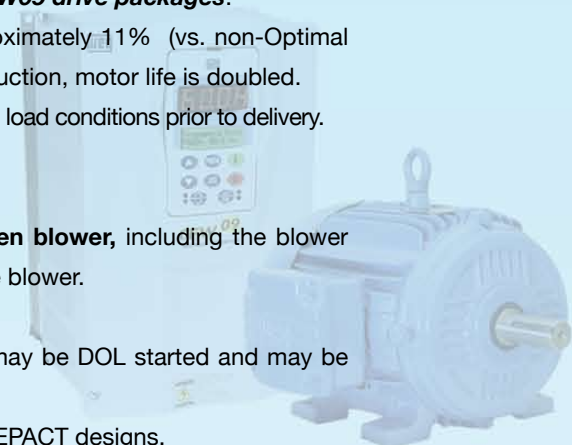 W09 drive packages:
oximately 11% (vs. non-Optimal
uction, motor life is doubled.
load conditions prior to delivery.
en blower, including the blower
e blower.
may be DOL started and may be
EPACT designs.